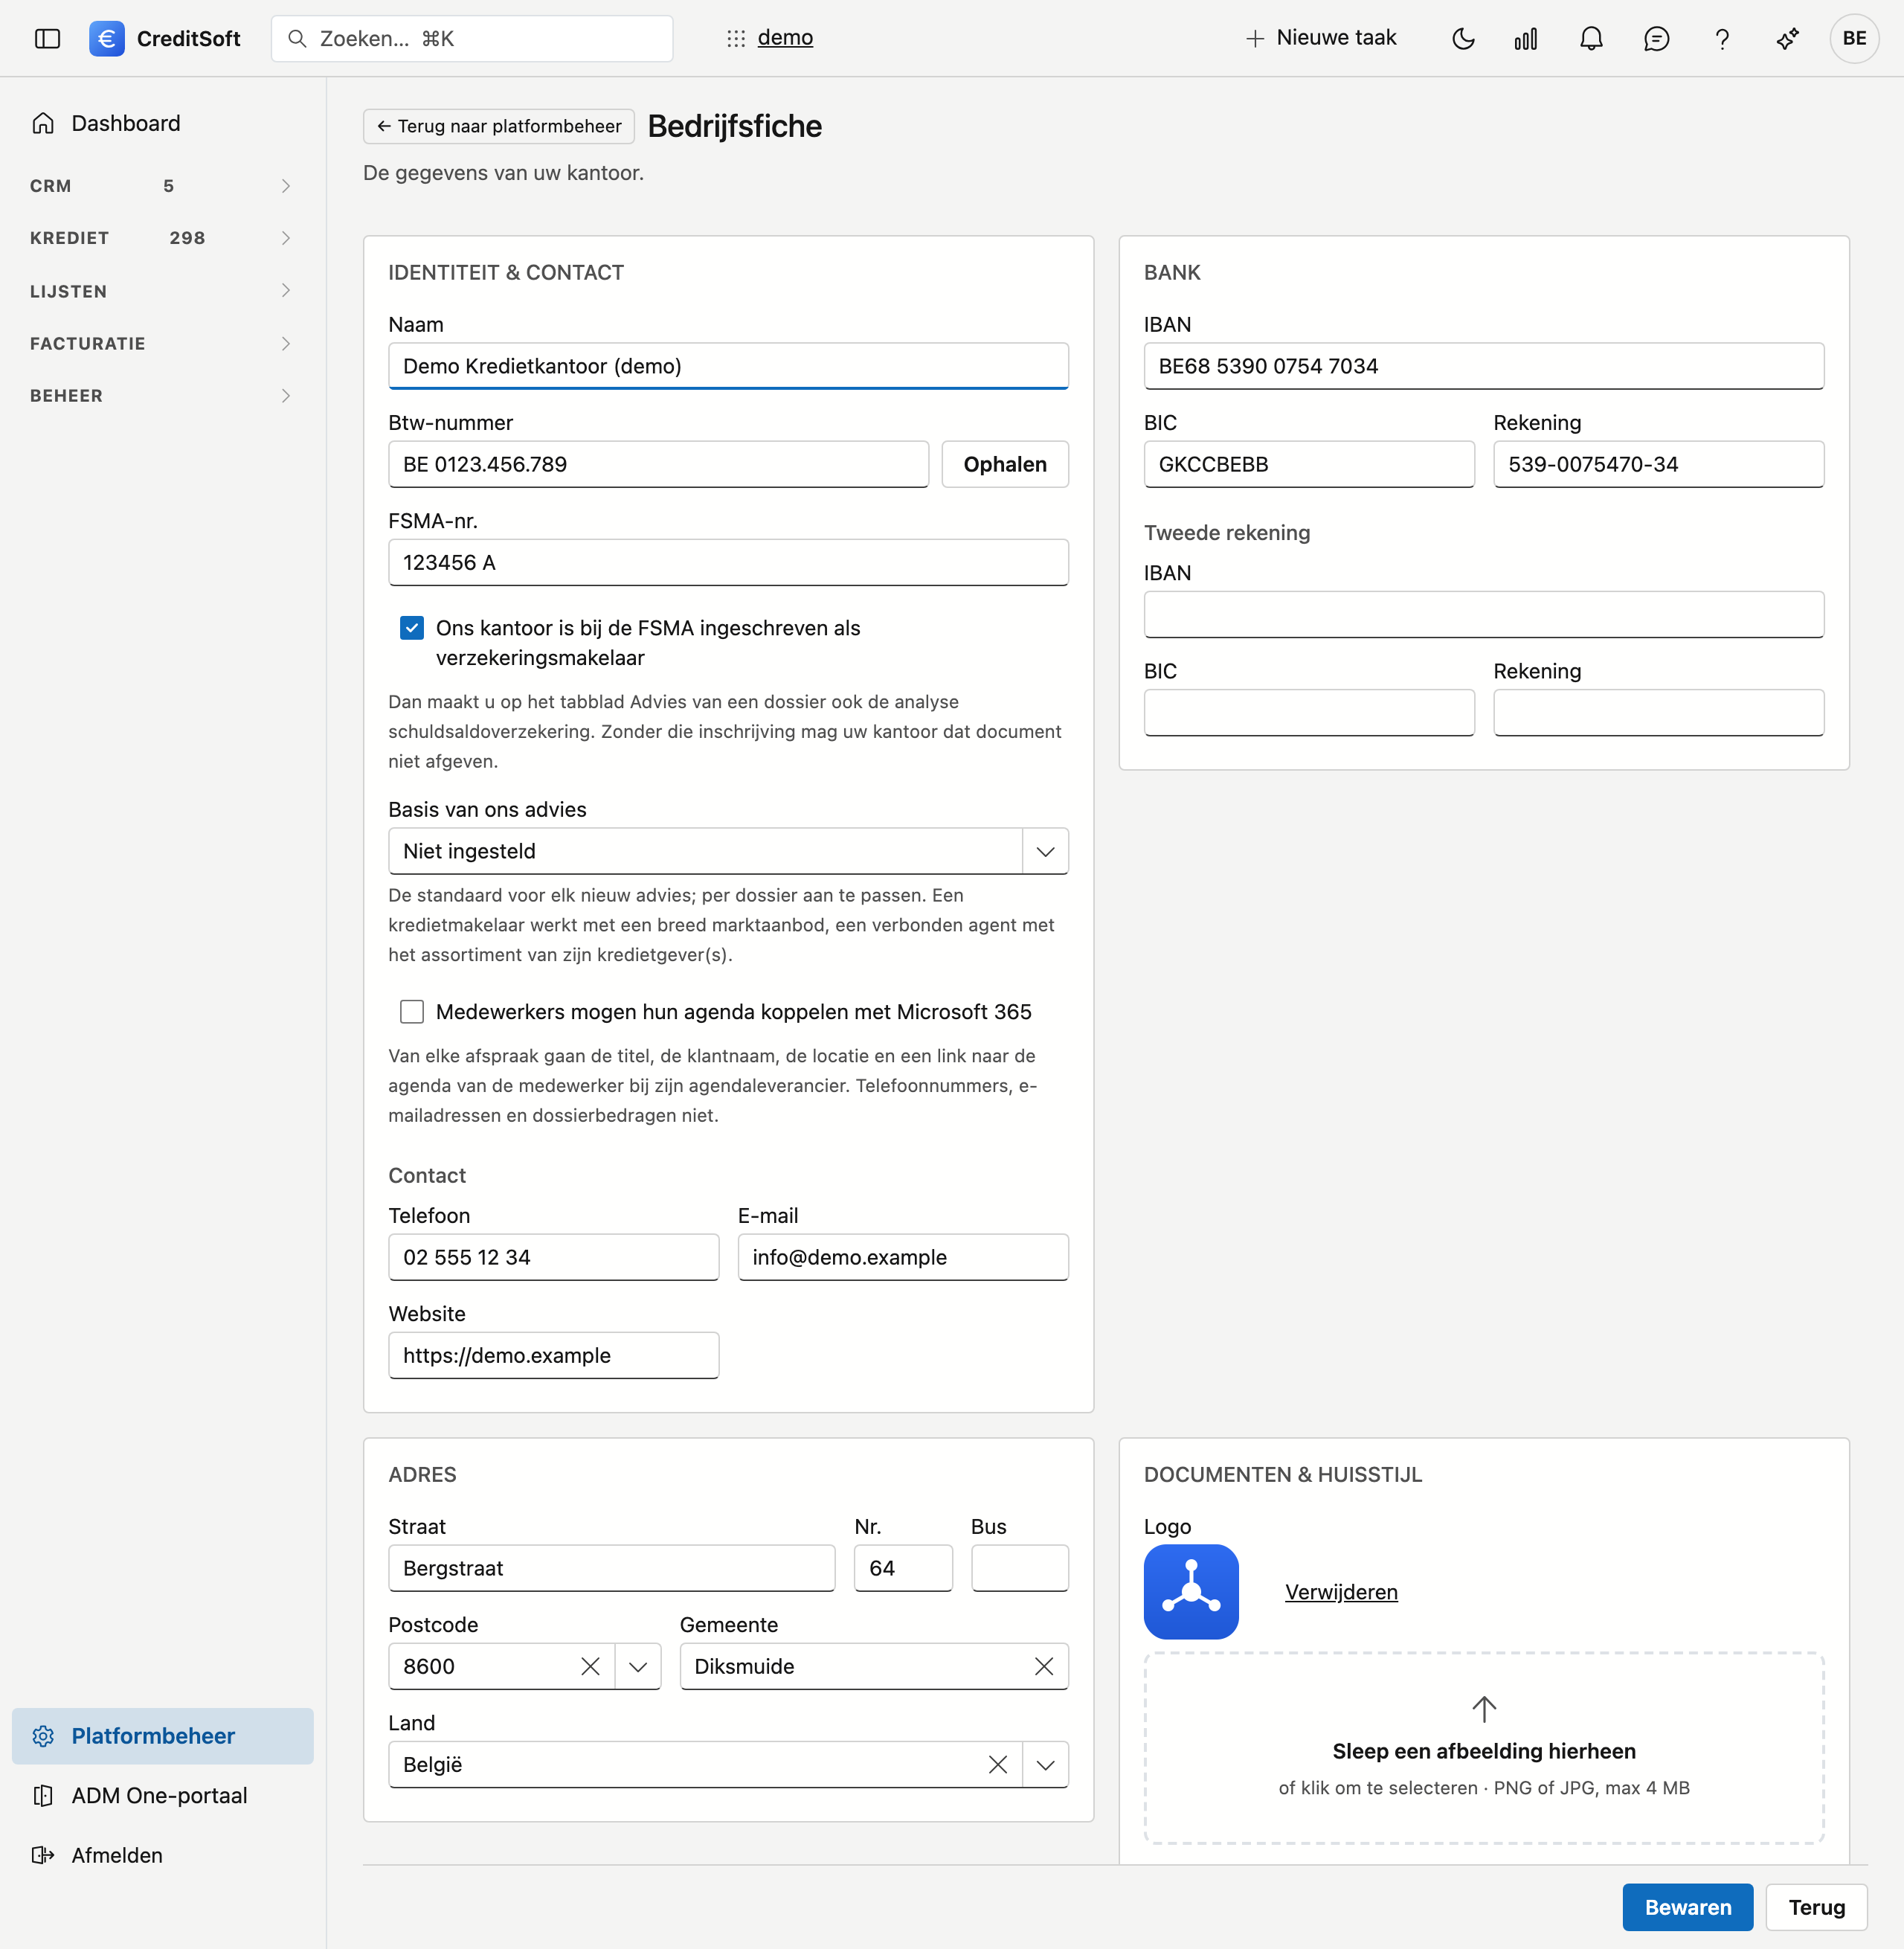 CreditSoft
Zoeken... ⌘K
demo
Nieuwe taak
BE
Dashboard
CRM 5
KREDIET 298
LIJSTEN
FACTURATIE
BEHEER
Platformbeheer
ADM One-portaal
Afmelden
← Terug naar platformbeheer
Bedrijfsfiche
De gegevens van uw kantoor.
IDENTITEIT & CONTACT
Naam
Demo Kredietkantoor (demo)
Btw-nummer
BE 0123.456.789
Ophalen
FSMA-nr.
123456 A
Ons kantoor is bij de FSMA ingeschreven als
verzekeringsmakelaar
Dan maakt u op het tabblad Advies van een dossier ook de analyse
schuldsaldoverzekering. Zonder die inschrijving mag uw kantoor dat document
niet afgeven.
Basis van ons advies
Niet ingesteld
De standaard voor elk nieuw advies; per dossier aan te passen. Een
kredietmakelaar werkt met een breed marktaanbod, een verbonden agent met
het assortiment van zijn kredietgever(s).
Medewerkers mogen hun agenda koppelen met Microsoft 365
Van elke afspraak gaan de titel, de klantnaam, de locatie en een link naar de
agenda van de medewerker bij zijn agendaleverancier. Telefoonnummers, e-
mailadressen en dossierbedragen niet.
Contact
Telefoon
02 555 12 34
E-mail
info@demo.example
Website
https://demo.example
BANK
IBAN
BE68 5390 0754 7034
BIC
GKCCBEBB
Rekening
539-0075470-34
Tweede rekening
IBAN
BIC
Rekening
ADRES
Straat
Bergstraat
Nr.
64
Bus
Postcode
8600
Gemeente
Diksmuide
Land
België
DOCUMENTEN & HUISSTIJL
Logo
Verwijderen
Sleep een afbeelding hierheen
of klik om te selecteren · PNG of JPG, max 4 MB
Bewaren
Terug